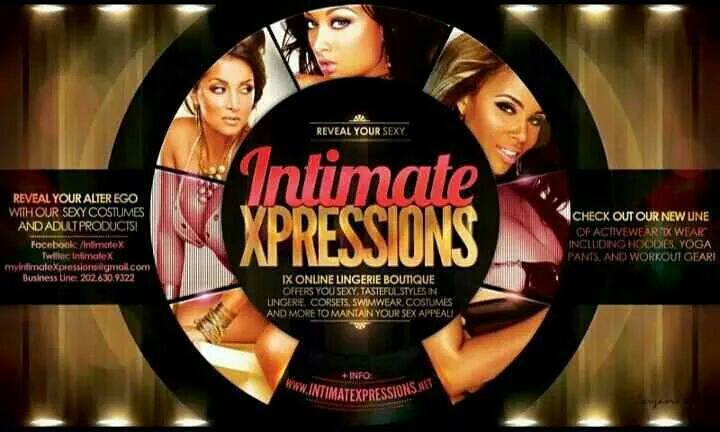 REVEAL YOUR SEXY
Intimate
XPRESSIONS
IX ONLINE LINGERIE BOUTIQUE
OFFERS YOU SEXY, TASTEFUL STYLES IN
LINGERIE, CORSETS, SWIMWEAR, COSTUMES
AND MORE TO MAINTAIN YOUR SEX APPEAL!
+ INFO:
WWW.INTIMATEXPRESSIONS.NET
REVEAL YOUR ALTER EGO
WITH OUR SEXY COSTUMES
AND ADULT PRODUCTS!
Facebook: /IntimateX
Twitter: IntimateX
myintimateXpressions@gmail.com
Business Line: 202.630.9322
CHECK OUT OUR NEW LINE
OF ACTIVEWEAR "IX WEAR"
INCLUDING HOODIES, YOGA
PANTS, AND WORKOUT GEAR!